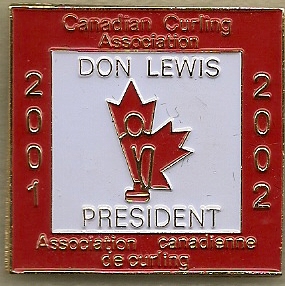 Canadian Curling
Association
DON LEWIS
2001
2002
PRESIDENT
Association canadienne
de curling